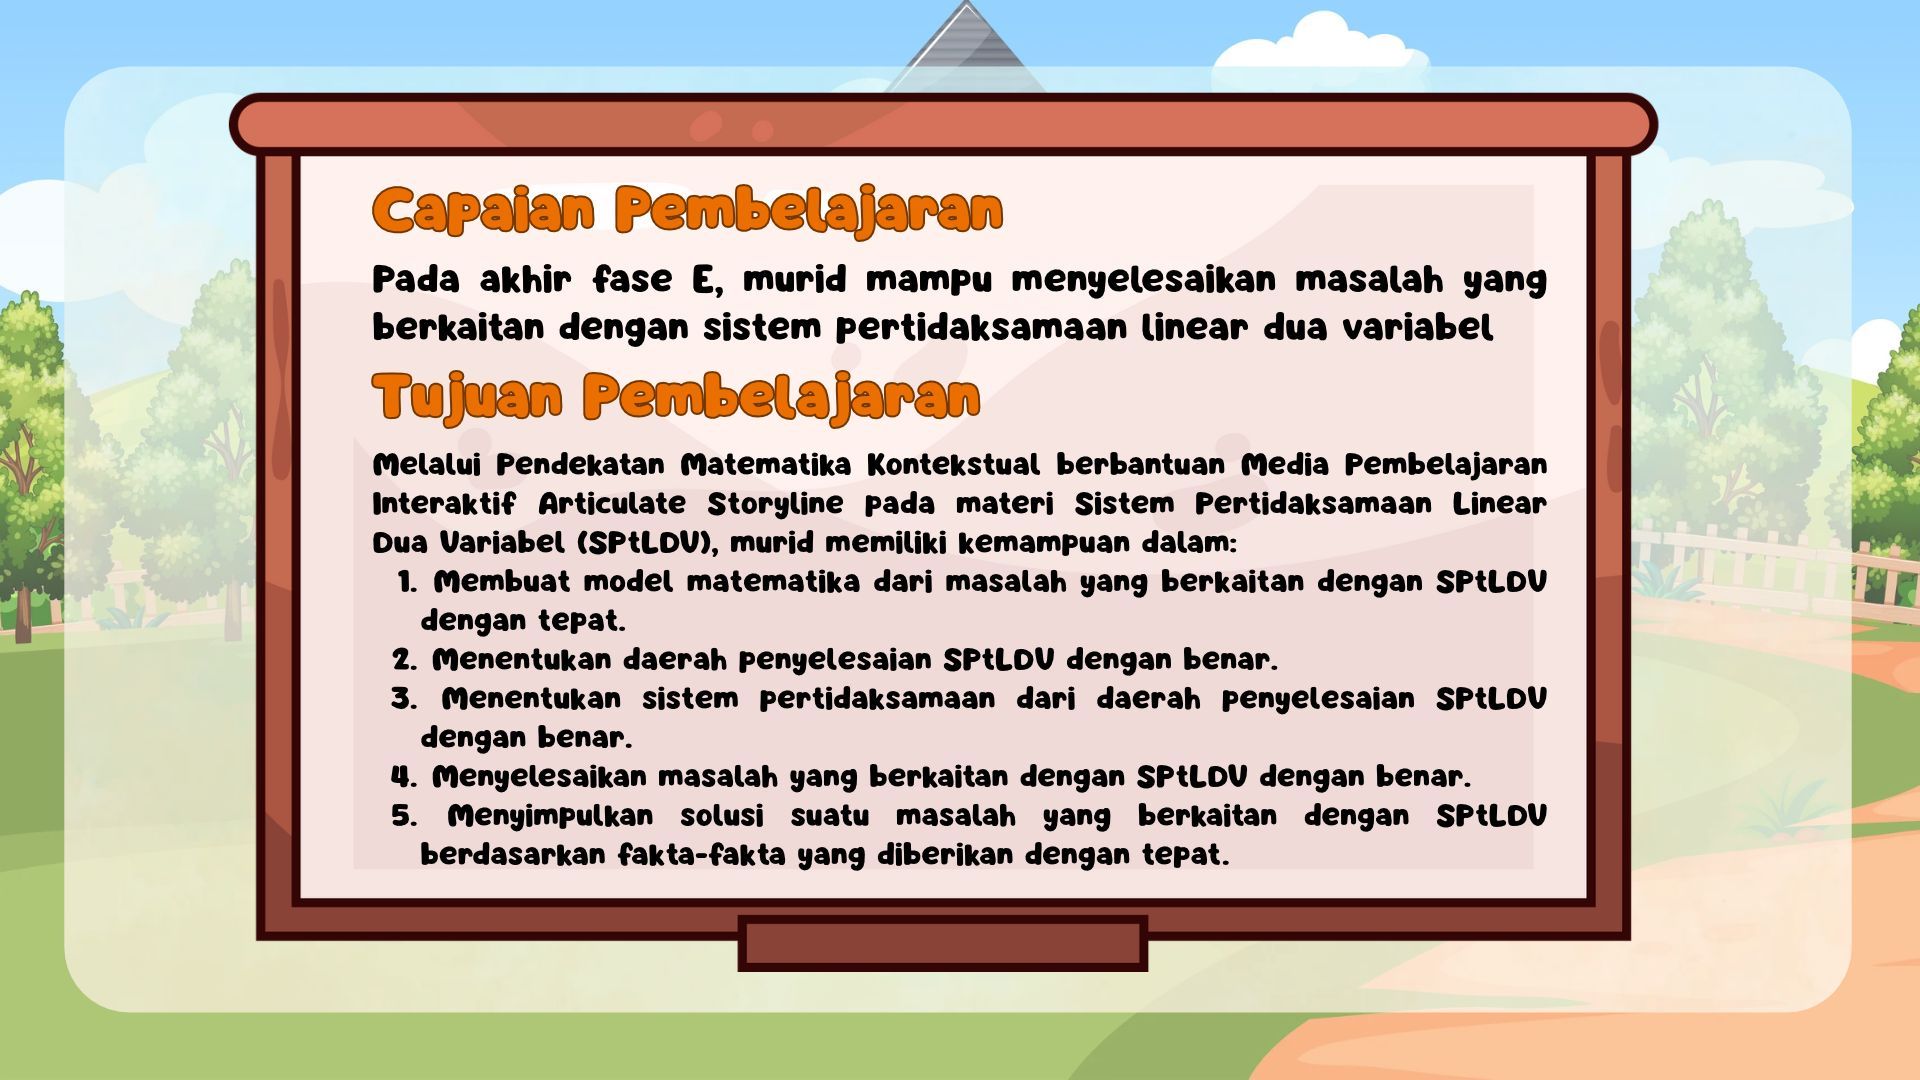 Capaian Pembelajaran
Pada akhir fase E, murid mampu menyelesaikan masalah yang
berkaitan dengan sistem pertidaksamaan linear dua variabel
Tujuan Pembelajaran
Melalui Pendekatan Matematika Kontekstual berbantuan Media Pembelajaran
Interaktif Articulate Storyline pada materi Sistem Pertidaksamaan Linear
Dua Variabel (SPtLDV), murid memiliki kemampuan dalam:
1. Membuat model matematika dari masalah yang berkaitan dengan SPtLDV
dengan tepat.
2. Menentukan daerah penyelesaian SPtLDV dengan benar.
3. Menentukan sistem pertidaksamaan dari daerah penyelesaian SPtLDV
dengan benar.
4. Menyelesaikan masalah yang berkaitan dengan SPtLDV dengan benar.
5. Menyimpulkan solusi suatu masalah yang berkaitan dengan SPtLDV
berdasarkan fakta-fakta yang diberikan dengan tepat.